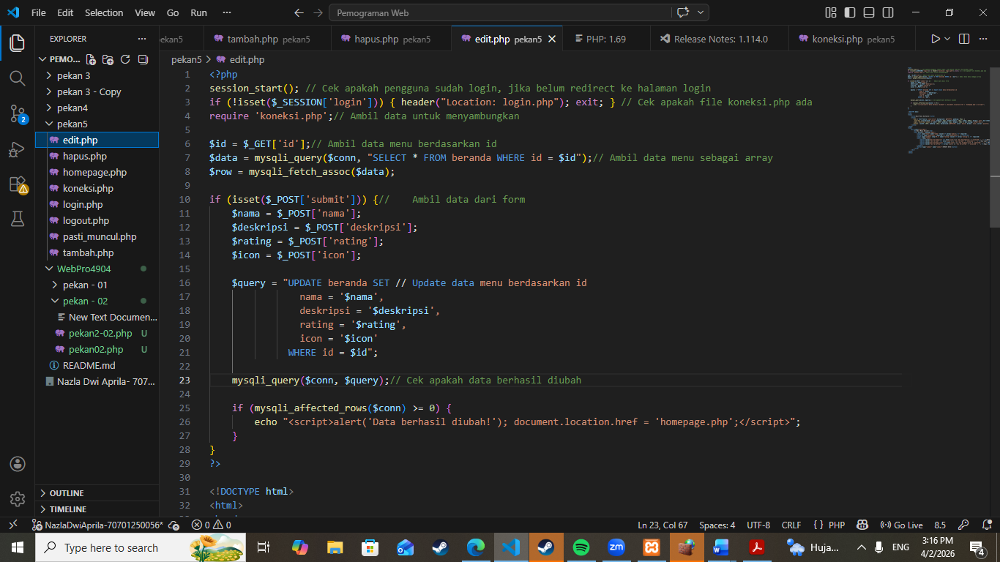 File Edit Selection View Go Run ··· Pemograman Web
EXPLORER ···
pekan5 tambah.php pekan5 hapus.php pekan5 edit.php pekan5 PHP: 1.69 Release Notes: 1.114.0 koneksi.php pekan5 ···
PEMO...
pekan 3
pekan 3 - Copy
pekan4
pekan5
edit.php
hapus.php
homepage.php
koneksi.php
login.php
logout.php
pasti_muncul.php
tambah.php
WebPro4904
pekan - 01
pekan - 02
New Text Documen...
pekan2-02.php U
pekan02.php U
README.md
Nazla Dwi Aprila- 707...
OUTLINE
TIMELINE
2
pekan5 > edit.php
1 <?php
2 session_start(); // Cek apakah pengguna sudah login, jika belum redirect ke halaman login
3 if (!isset($_SESSION['login'])) { header("Location: login.php"); exit; } // Cek apakah file koneksi.php ada
4 require 'koneksi.php';// Ambil data untuk menyambungkan
5
6 $id = $_GET['id'];// Ambil data menu berdasarkan id
7 $data = mysqli_query($conn, "SELECT * FROM beranda WHERE id = $id");// Ambil data menu sebagai array
8 $row = mysqli_fetch_assoc($data);
9
10 if (isset($_POST['submit'])) {//    Ambil data dari form
11     $nama = $_POST['nama'];
12     $deskripsi = $_POST['deskripsi'];
13     $rating = $_POST['rating'];
14     $icon = $_POST['icon'];
15
16     $query = "UPDATE beranda SET // Update data menu berdasarkan id
17                 nama = '$nama',
18                 deskripsi = '$deskripsi',
19                 rating = '$rating',
20                 icon = '$icon'
21               WHERE id = $id";
22
23     mysqli_query($conn, $query);// Cek apakah data berhasil diubah
24
25     if (mysqli_affected_rows($conn) >= 0) {
26         echo "<script>alert('Data berhasil diubah!'); document.location.href = 'homepage.php';</script>";
27     }
28 }
29 ?>
30
31 <!DOCTYPE html>
32 <html>
NazlaDwiAprila-70701250056* 0 0 Ln 23, Col 67 Spaces: 4 UTF-8 CRLF { } PHP Go Live 8.5
Type here to search zm Huja... ENG 3:16 PM
4/2/2026 4